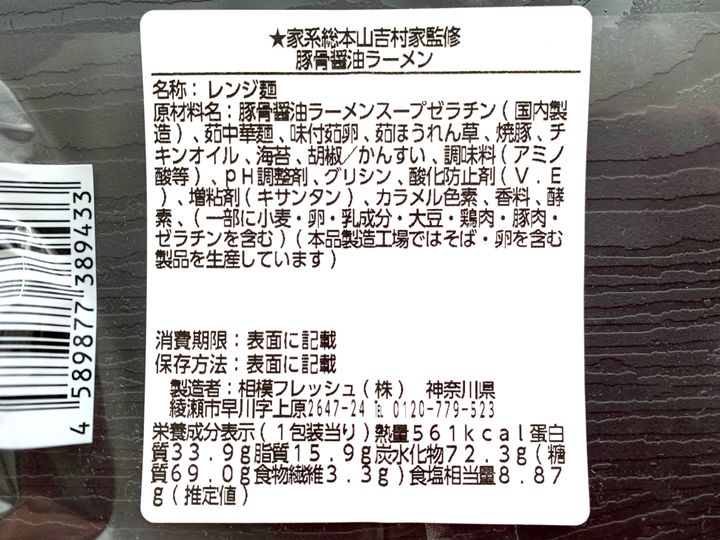 ★家系総本山吉村家監修
豚骨醤油ラーメン
名称：レンジ麺
原材料名：豚骨醤油ラーメンスープゼラチン（国内製
造）、茹中華麺、味付茹卵、茹ほうれん草、焼豚、チ
キンオイル、海苔、胡椒／かんすい、調味料（アミノ
酸等）、ｐＨ調整剤、グリシン、酸化防止剤（Ｖ．Ｅ
）、増粘剤（キサンタン）、カラメル色素、香料、酵
素、（一部に小麦・卵・乳成分・大豆・鶏肉・豚肉・
ゼラチンを含む）（本品製造工場ではそば・卵を含む
製品を生産しています）
消費期限：表面に記載
保存方法：表面に記載
製造者：相模フレッシュ（株） 神奈川県
綾瀬市早川字上原2647-24 ℡ 0120-779-523
栄養成分表示（１包装当り）熱量５６１ｋｃａｌ蛋白
質３３．９ｇ脂質１５．９ｇ炭水化物７２．３ｇ（糖
質６９．０ｇ食物繊維３．３ｇ）食塩相当量８．８７
ｇ（推定値）
4 589877 389433